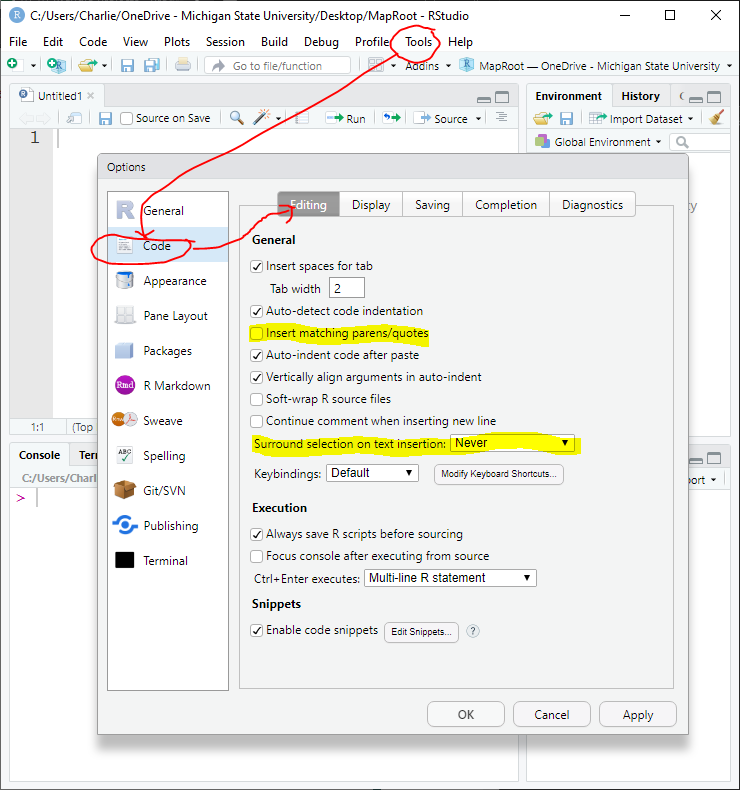 C:/Users/Charlie/OneDrive - Michigan State University/Desktop/MapRoot - RStudio
File Edit Code View Plots Session Build Debug Profile Tools Help
Go to file/function Addins MapRoot — OneDrive - Michigan State University
Untitled1
Environment History
Source on Save Run Source
Import Dataset
1
Global Environment
Options
General
Code
Appearance
Pane Layout
Packages
R Markdown
Sweave
Spelling
Git/SVN
Publishing
Terminal
Editing Display Saving Completion Diagnostics
General
Insert spaces for tab
Tab width 2
Auto-detect code indentation
Insert matching parens/quotes
Auto-indent code after paste
Vertically align arguments in auto-indent
Soft-wrap R source files
Continue comment when inserting new line
Surround selection on text insertion: Never
Keybindings: Default Modify Keyboard Shortcuts...
Execution
Always save R scripts before sourcing
Focus console after executing from source
Ctrl+Enter executes: Multi-line R statement
Snippets
Enable code snippets Edit Snippets... ?
OK Cancel Apply
1:1 (Top
Console Ter
C:/Users/Charl
>
port